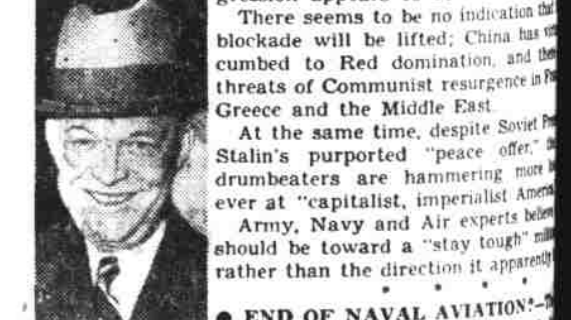 There seems to be no indication that
blockade will be lifted; China has
cumbed to Red domination, and
threats of Communist resurgence in
Greece and the Middle East.
At the same time, despite Soviet
Stalin's purported "peace offer,"
drumbeaters are hammering more
ever at "capitalist, imperialist
Army, Navy and Air experts
should be toward a "stay tough"
rather than the direction it apparently
* * * *
● END OF NAVAL AVIATION?—